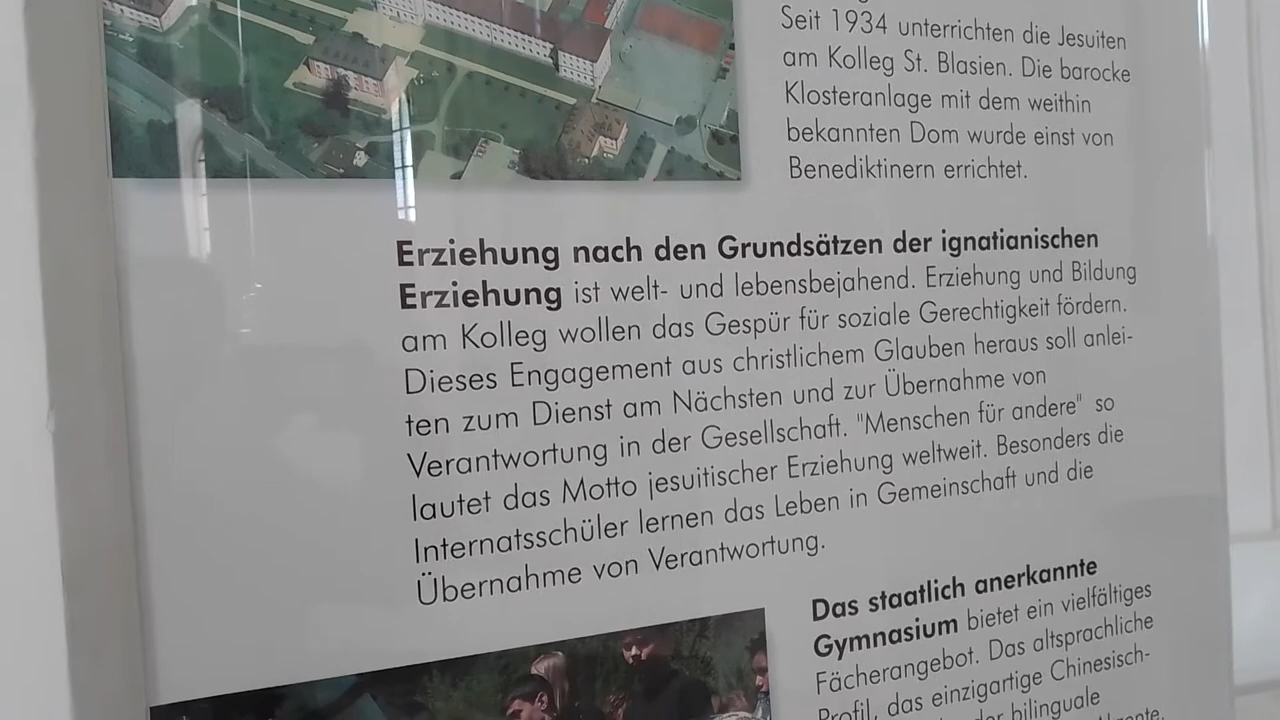 Seit 1934 unterrichten die Jesuiten
am Kolleg St. Blasien. Die barocke
Klosteranlage mit dem weithin
bekannten Dom wurde einst von
Benediktinern errichtet.
Erziehung nach den Grundsätzen der ignatianischen
Erziehung ist welt- und lebensbejahend. Erziehung und Bildung
am Kolleg wollen das Gespür für soziale Gerechtigkeit fördern.
Dieses Engagement aus christlichem Glauben heraus soll anlei-
ten zum Dienst am Nächsten und zur Übernahme von
Verantwortung in der Gesellschaft. "Menschen für andere" so
lautet das Motto jesuitischer Erziehung weltweit. Besonders die
Internatsschüler lernen das Leben in Gemeinschaft und die
Übernahme von Verantwortung.
Das staatlich anerkannte
Gymnasium bietet ein vielfältiges
Fächerangebot. Das altsprachliche
Profil, das einzigartige Chinesisch-
der bilinguale